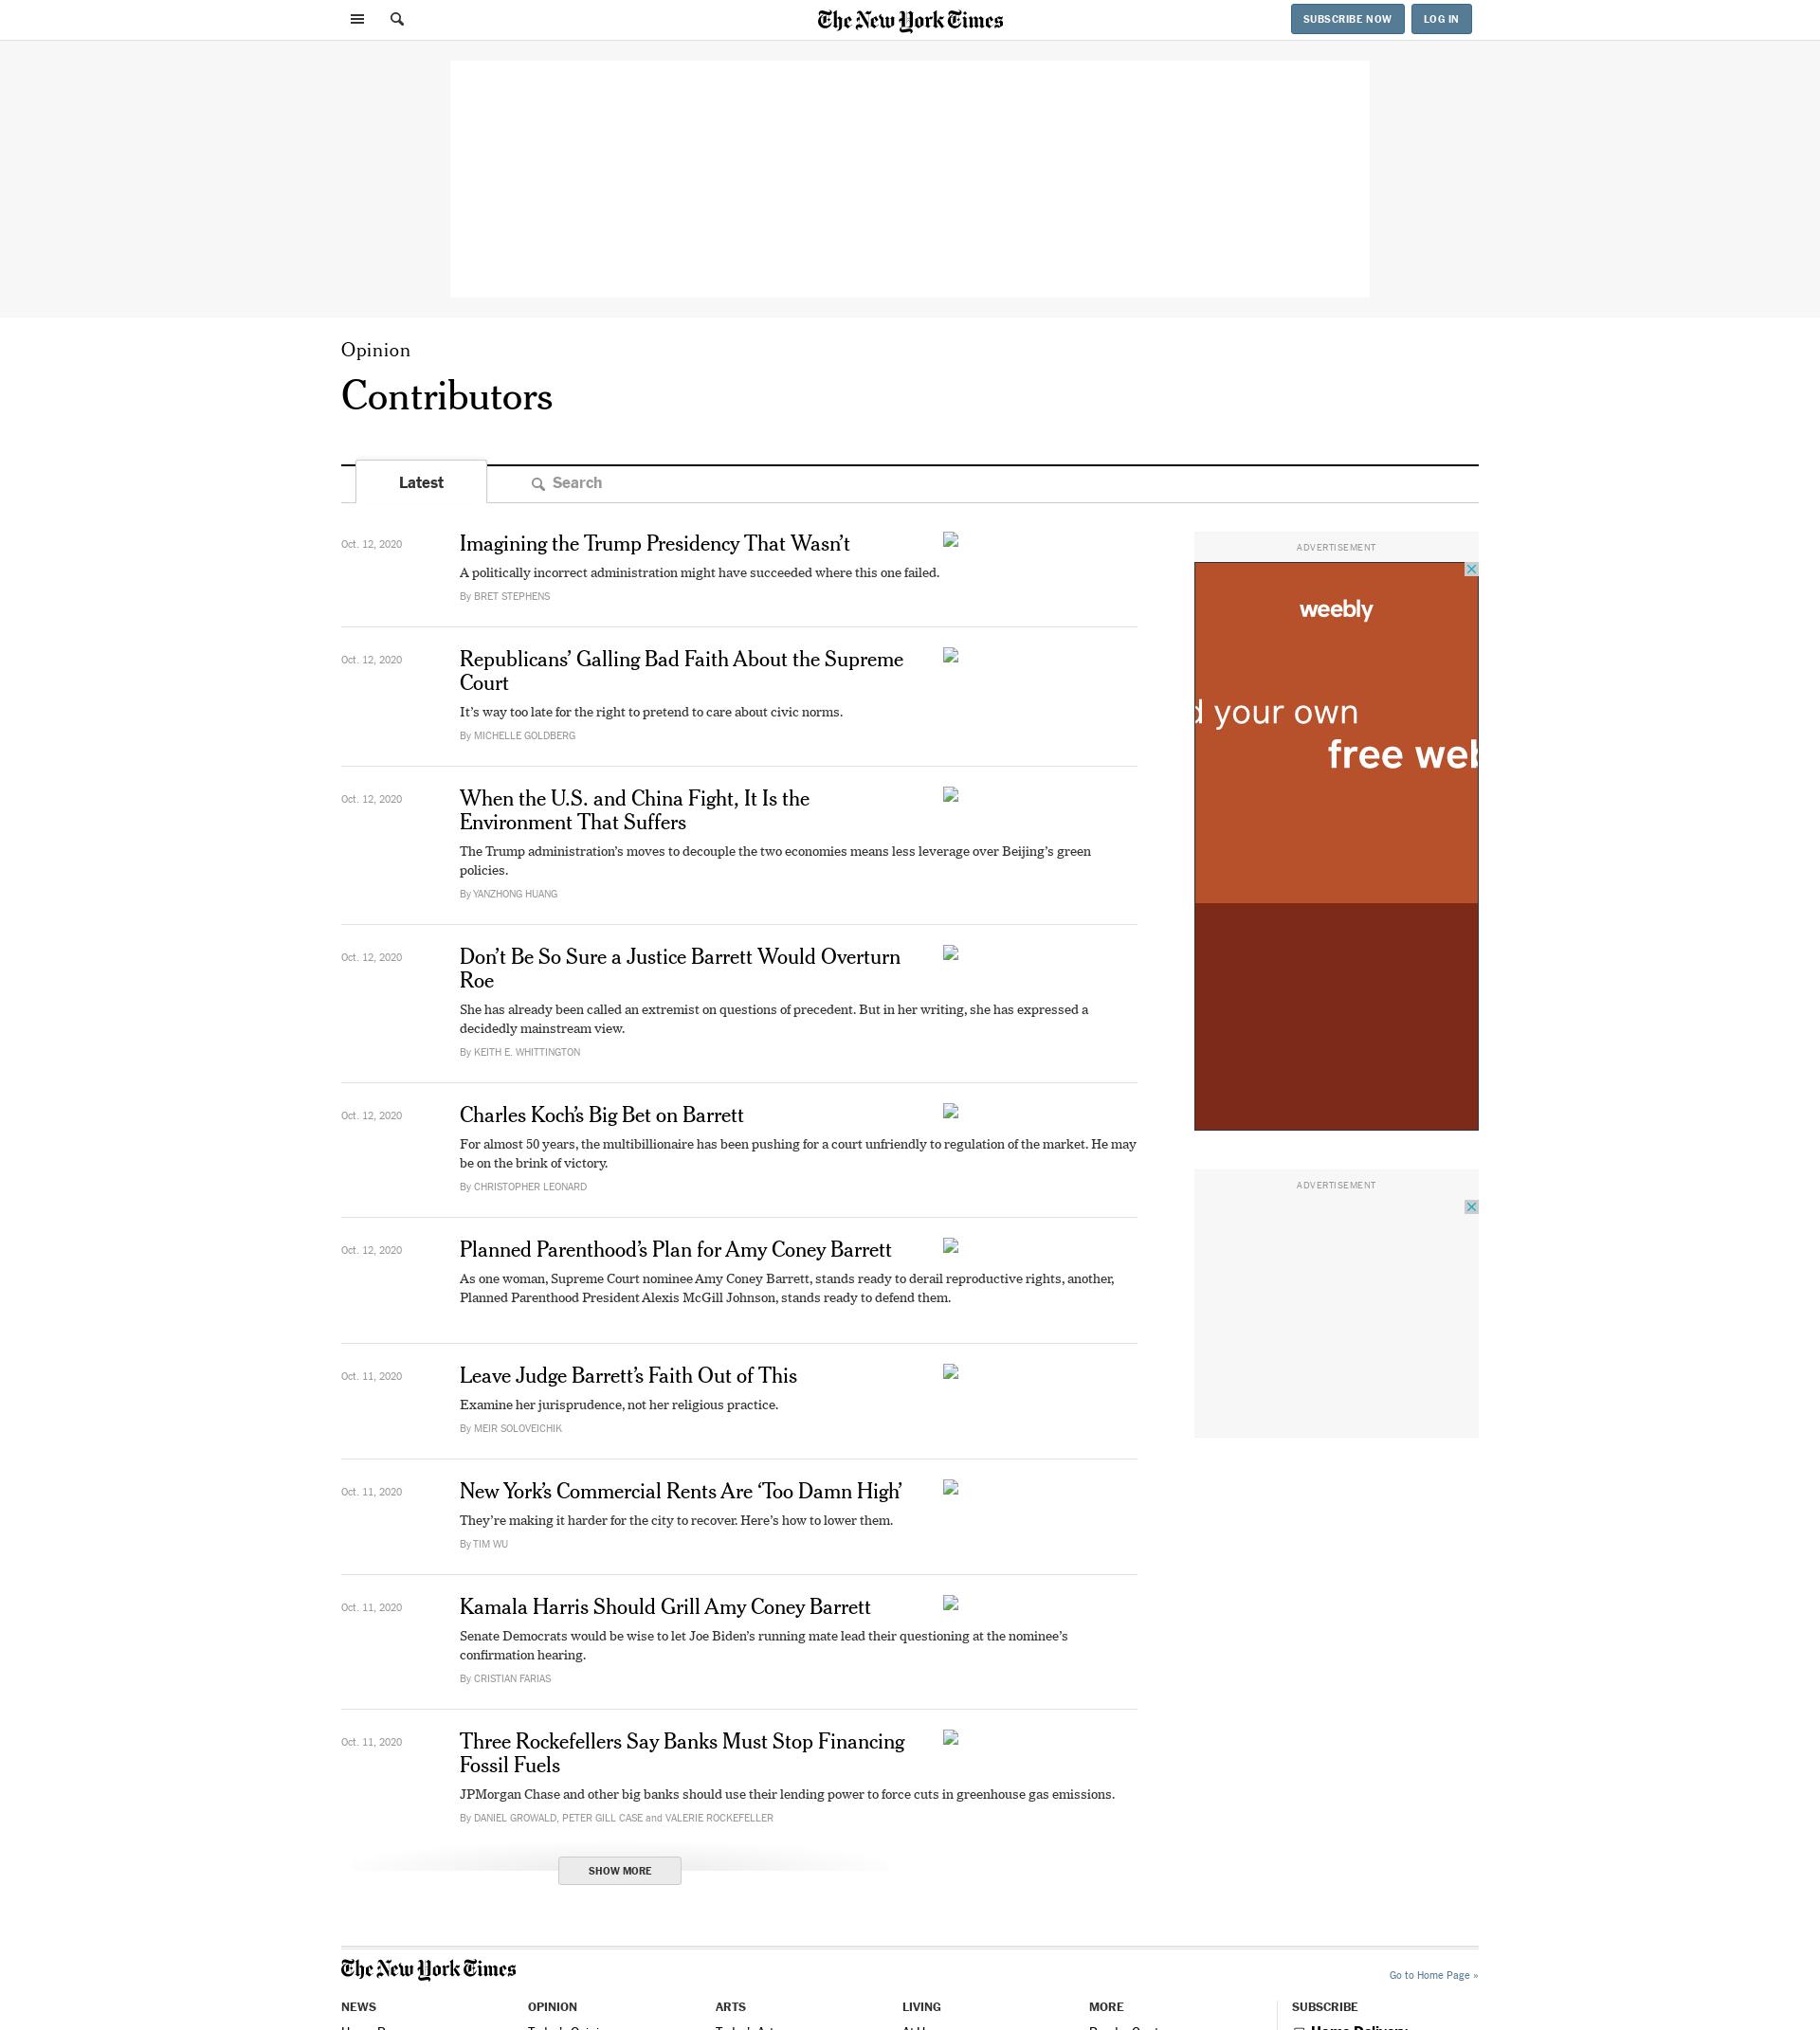 The New York Times
SUBSCRIBE NOW
LOG IN
Opinion
Contributors
Latest
Search
Oct. 12, 2020
Imagining the Trump Presidency That Wasn’t
A politically incorrect administration might have succeeded where this one failed.
By BRET STEPHENS
Oct. 12, 2020
Republicans’ Galling Bad Faith About the Supreme
Court
It’s way too late for the right to pretend to care about civic norms.
By MICHELLE GOLDBERG
Oct. 12, 2020
When the U.S. and China Fight, It Is the
Environment That Suffers
The Trump administration’s moves to decouple the two economies means less leverage over Beijing’s green
policies.
By YANZHONG HUANG
Oct. 12, 2020
Don’t Be So Sure a Justice Barrett Would Overturn
Roe
She has already been called an extremist on questions of precedent. But in her writing, she has expressed a
decidedly mainstream view.
By KEITH E. WHITTINGTON
Oct. 12, 2020
Charles Koch’s Big Bet on Barrett
For almost 50 years, the multibillionaire has been pushing for a court unfriendly to regulation of the market. He may
be on the brink of victory.
By CHRISTOPHER LEONARD
Oct. 12, 2020
Planned Parenthood’s Plan for Amy Coney Barrett
As one woman, Supreme Court nominee Amy Coney Barrett, stands ready to derail reproductive rights, another,
Planned Parenthood President Alexis McGill Johnson, stands ready to defend them.
Oct. 11, 2020
Leave Judge Barrett’s Faith Out of This
Examine her jurisprudence, not her religious practice.
By MEIR SOLOVEICHIK
Oct. 11, 2020
New York’s Commercial Rents Are ‘Too Damn High’
They’re making it harder for the city to recover. Here’s how to lower them.
By TIM WU
Oct. 11, 2020
Kamala Harris Should Grill Amy Coney Barrett
Senate Democrats would be wise to let Joe Biden’s running mate lead their questioning at the nominee’s
confirmation hearing.
By CRISTIAN FARIAS
Oct. 11, 2020
Three Rockefellers Say Banks Must Stop Financing
Fossil Fuels
JPMorgan Chase and other big banks should use their lending power to force cuts in greenhouse gas emissions.
By DANIEL GROWALD, PETER GILL CASE and VALERIE ROCKEFELLER
SHOW MORE
ADVERTISEMENT
weebly
d your own
free web
ADVERTISEMENT
The New York Times
Go to Home Page »
NEWS
OPINION
ARTS
LIVING
MORE
SUBSCRIBE
Home Delivery